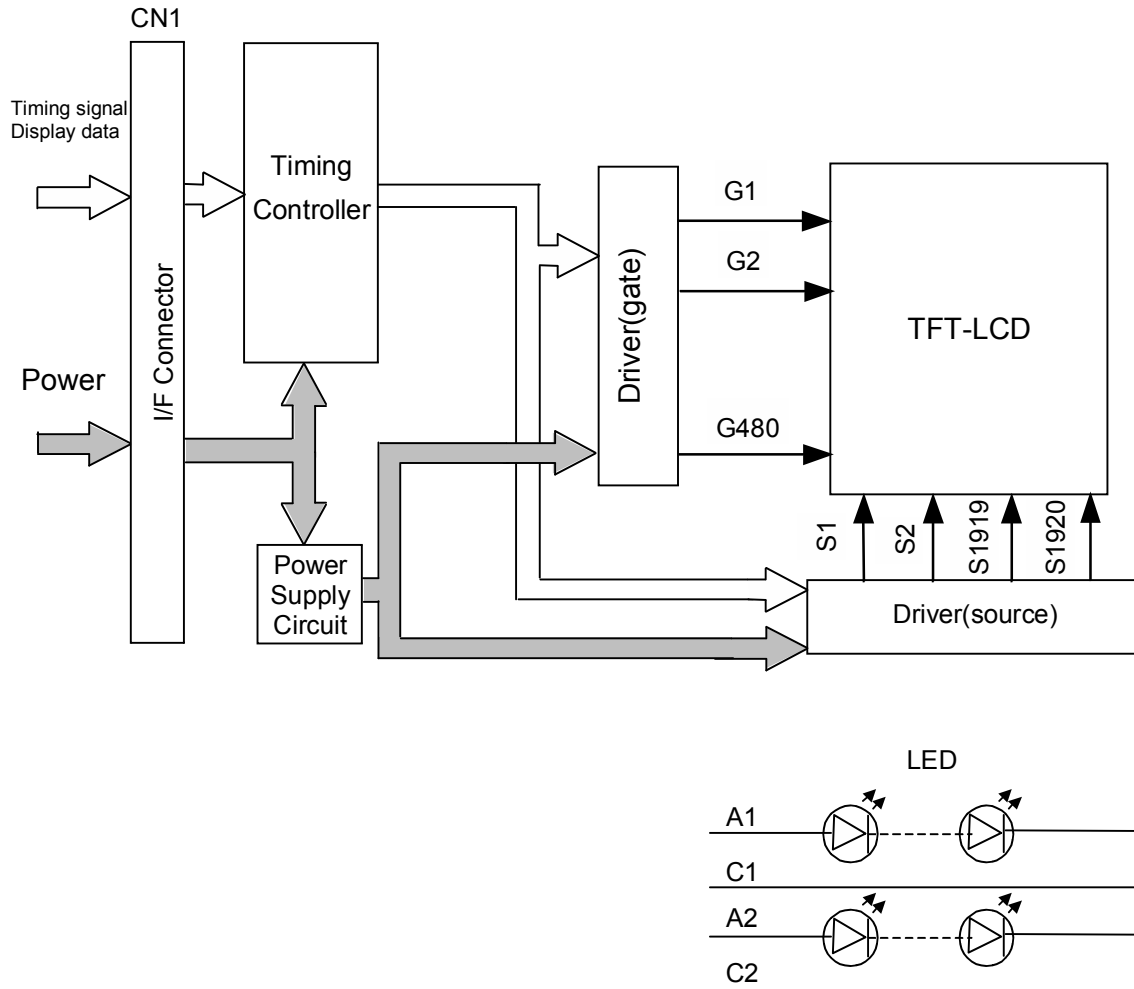 CN1
Timing signal
Display data
Power
I/F Connector
Timing
Controller
Power
Supply
Circuit
Driver(gate)
G1
G2
G480
TFT-LCD
S1
S2
S1919
S1920
Driver(source)
LED
A1
C1
A2
C2